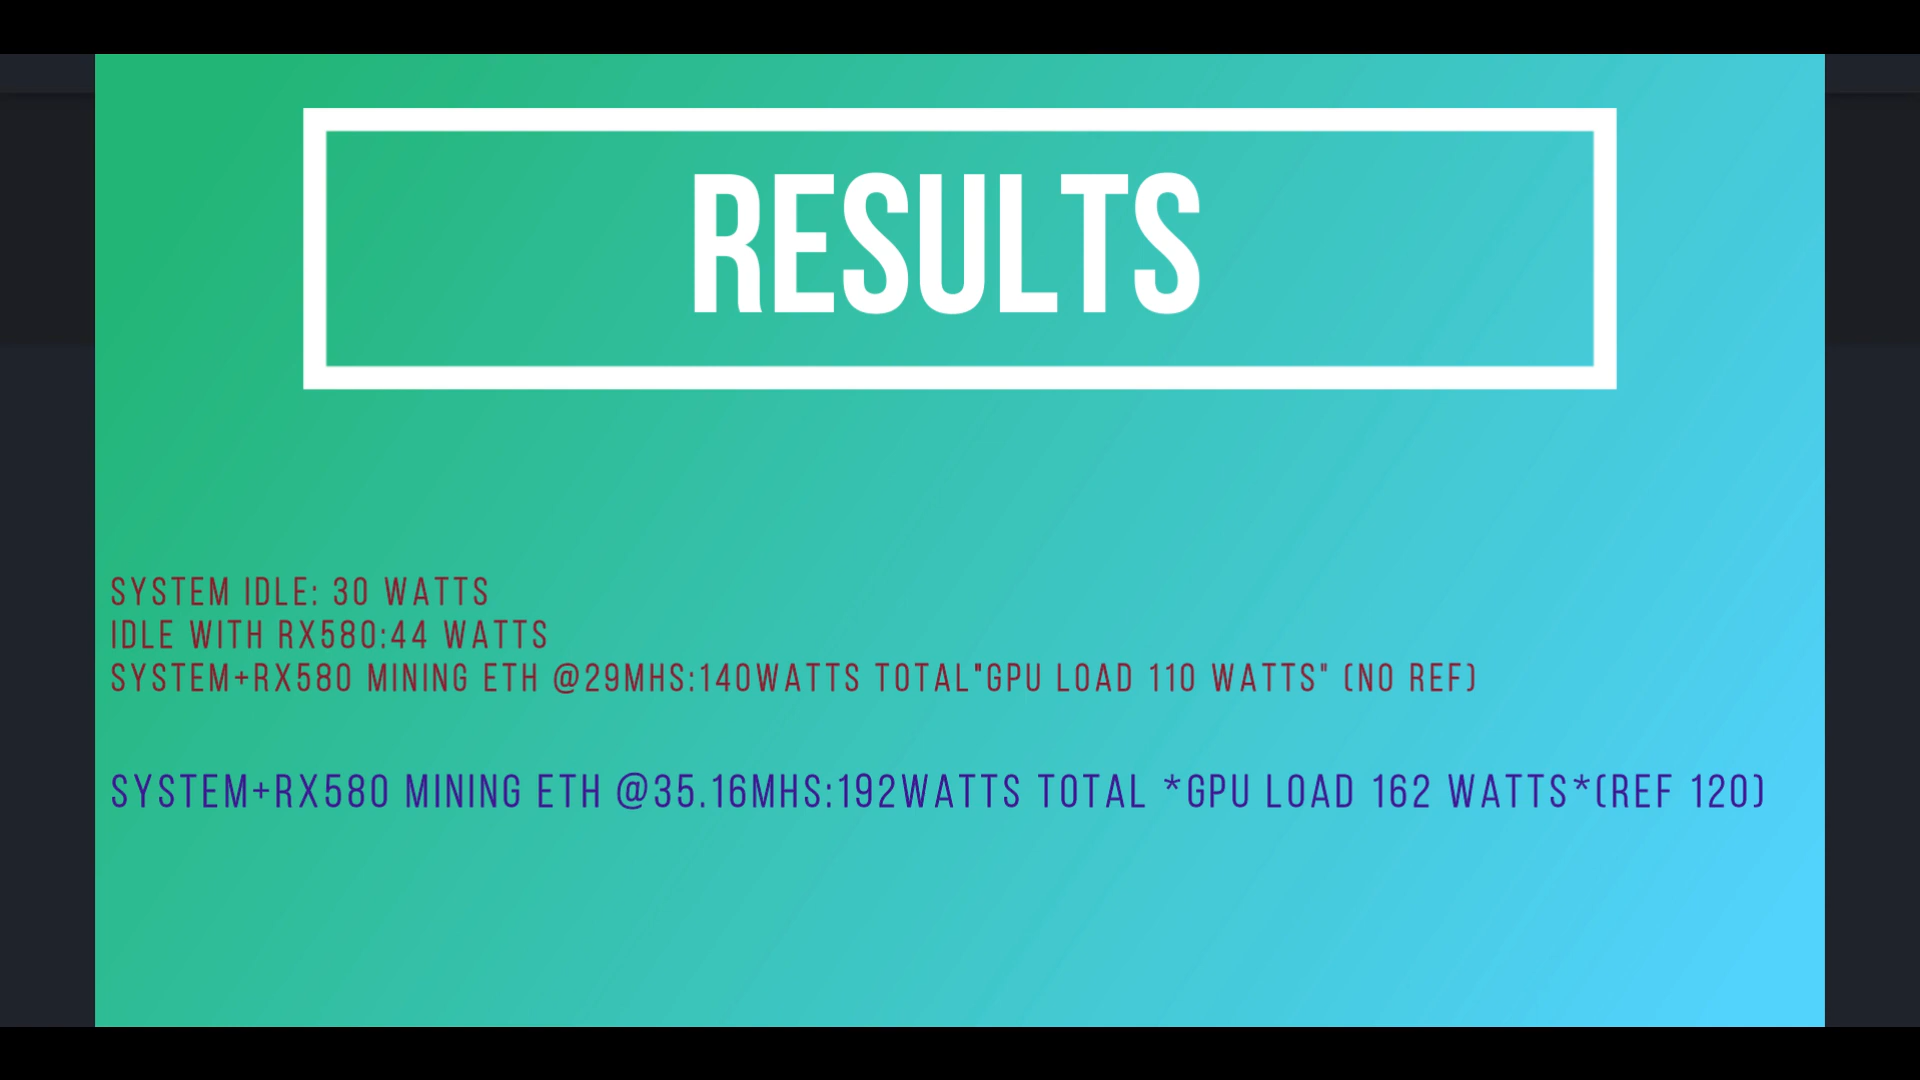 RESULTS
SYSTEM IDLE: 30 WATTS
IDLE WITH RX580:44 WATTS
SYSTEM+RX580 MINING ETH @29MHS:140WATTS TOTAL"GPU LOAD 110 WATTS" (NO REF)
SYSTEM+RX580 MINING ETH @35.16MHS:192WATTS TOTAL *GPU LOAD 162 WATTS*(REF 120)